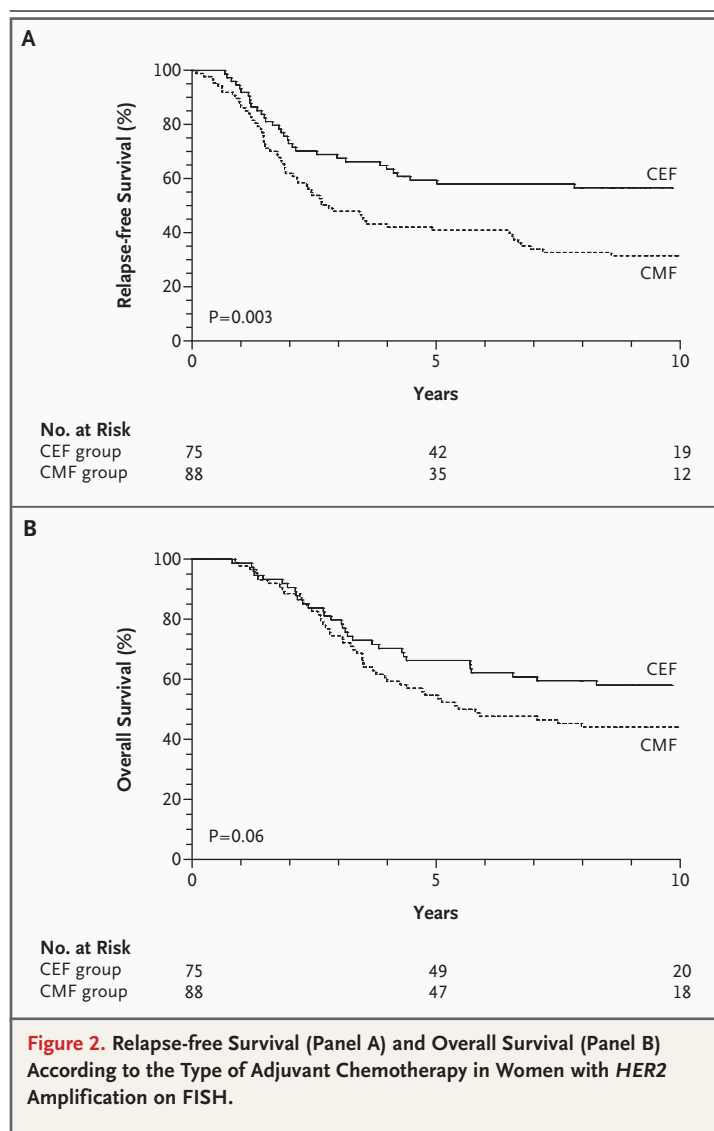 A
100
80
60
40
20
0
Relapse-free Survival (%)
CEF
CMF
P=0.003
0 5 10
Years
No. at Risk
CEF group 75 42 19
CMF group 88 35 12
B
100
80
60
40
20
0
Overall Survival (%)
CEF
CMF
P=0.06
0 5 10
Years
No. at Risk
CEF group 75 49 20
CMF group 88 47 18
Figure 2. Relapse-free Survival (Panel A) and Overall Survival (Panel B)
According to the Type of Adjuvant Chemotherapy in Women with HER2
Amplification on FISH.